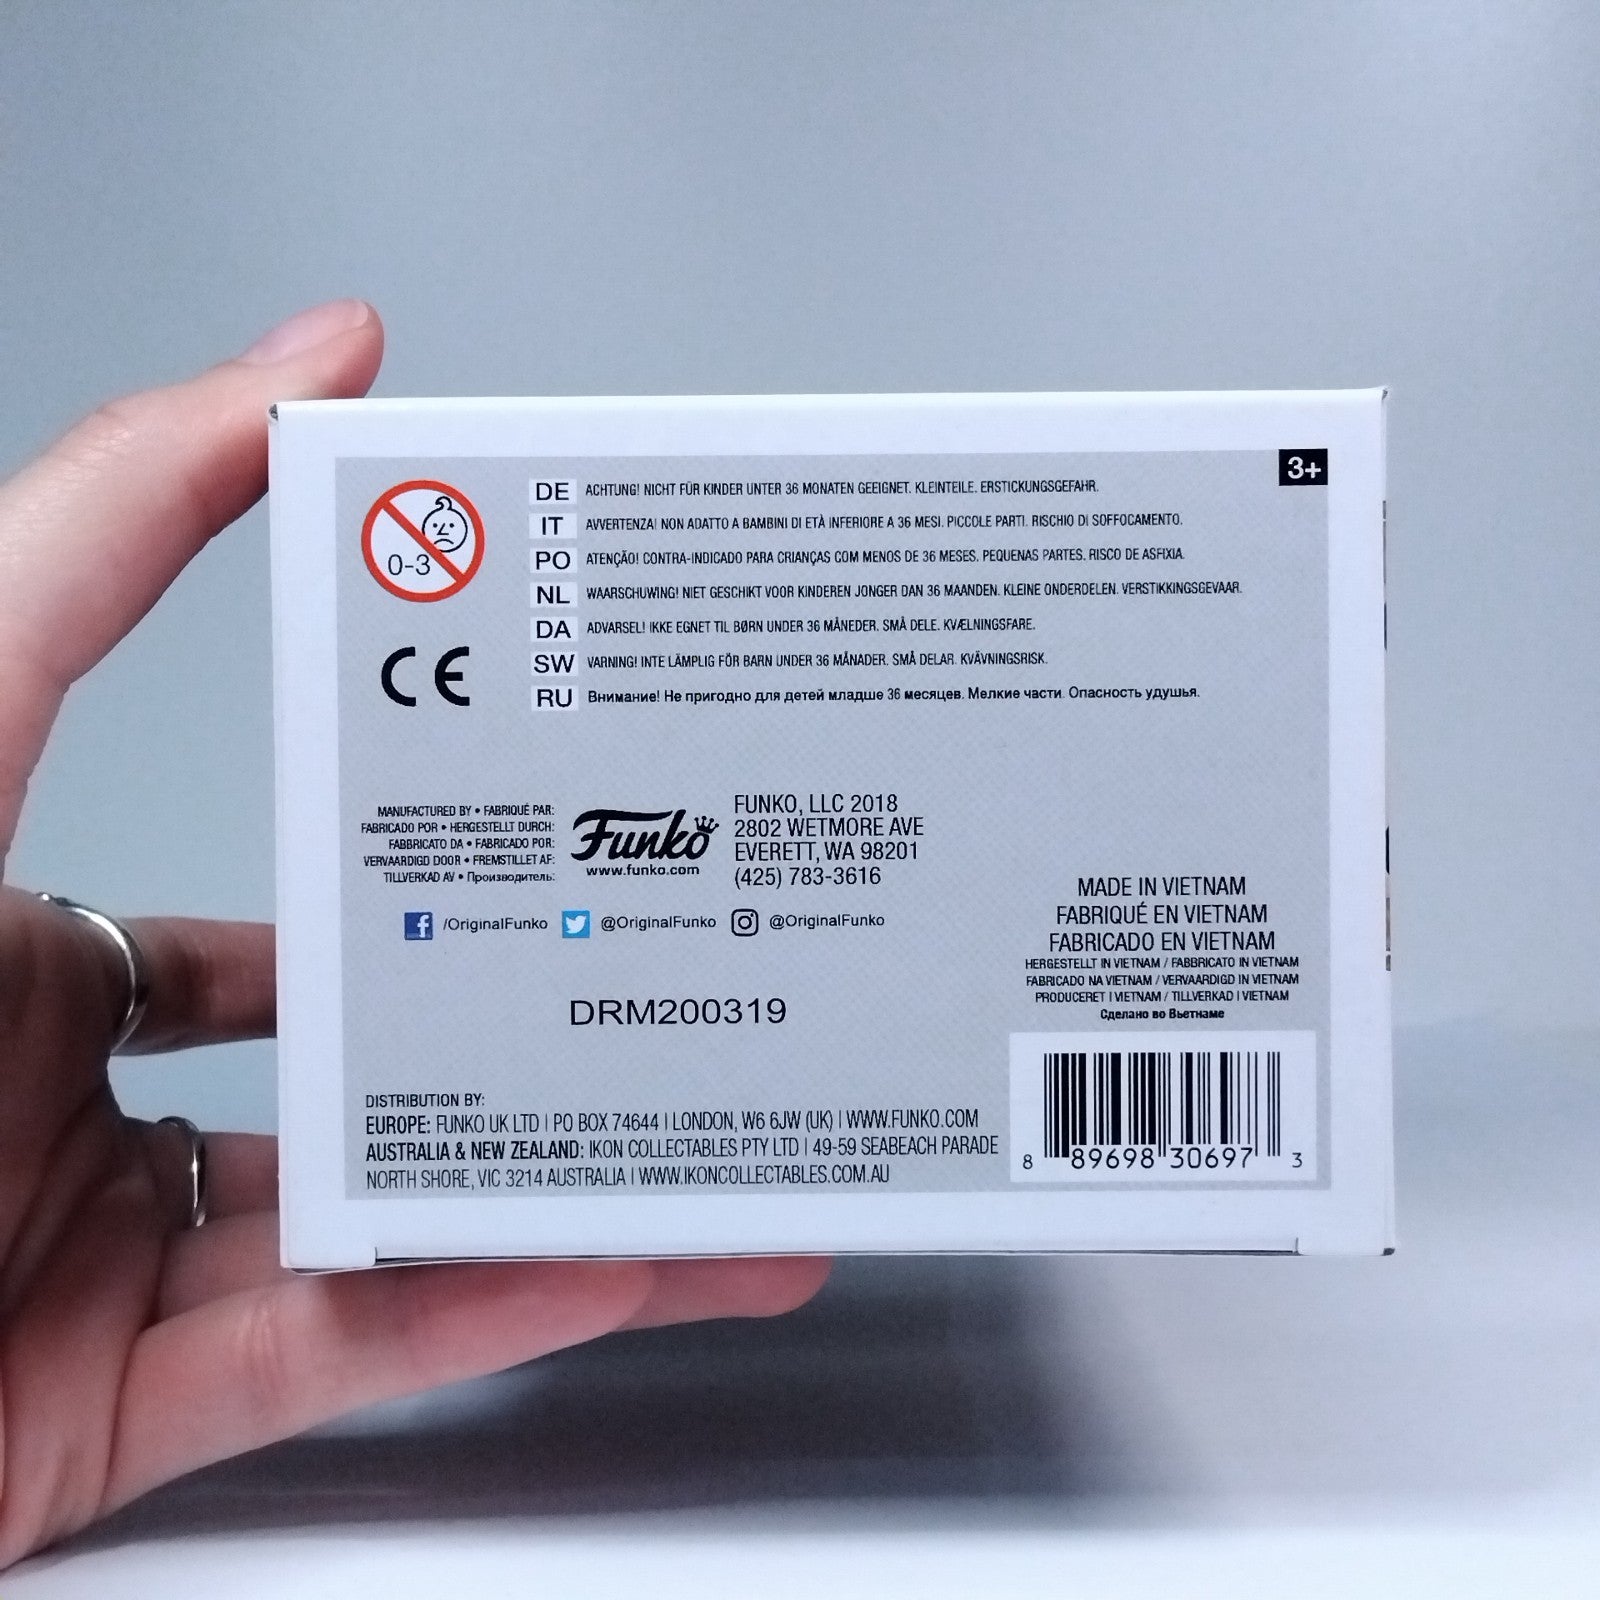 3+
0-3
DE ACHTUNG! NICHT FÜR KINDER UNTER 36 MONATEN GEEIGNET. KLEINTEILE. ERSTICKUNGSGEFAHR.
IT AVVERTENZA! NON ADATTO A BAMBINI DI ETÀ INFERIORE A 36 MESI. PICCOLE PARTI. RISCHIO DI SOFFOCAMENTO.
PO ATENÇÃO! CONTRA-INDICADO PARA CRIANÇAS COM MENOS DE 36 MESES. PEQUENAS PARTES. RISCO DE ASFIXIA.
NL WAARSCHUWING! NIET GESCHIKT VOOR KINDEREN JONGER DAN 36 MAANDEN. KLEINE ONDERDELEN. VERSTIKKINGSGEVAAR.
DA ADVARSEL! IKKE EGNET TIL BØRN UNDER 36 MÅNEDER. SMÅ DELE. KVÆLNINGSFARE.
SW VARNING! INTE LÄMPLIG FÖR BARN UNDER 36 MÅNADER. SMÅ DELAR. KVÄVNINGSRISK.
RU Внимание! Не пригодно для детей младше 36 месяцев. Мелкие части. Опасность удушья.
CE
MANUFACTURED BY • FABRIQUÉ PAR:
FABRICADO POR • HERGESTELLT DURCH:
FABBRICATO DA • FABRICADO POR:
VERVAARDIGD DOOR • FREMSTILLET AF:
TILLVERKAD AV • Производитель:
Funko
www.funko.com
FUNKO, LLC 2018
2802 WETMORE AVE
EVERETT, WA 98201
(425) 783-3616
/OriginalFunko @OriginalFunko @OriginalFunko
MADE IN VIETNAM
FABRIQUÉ EN VIETNAM
FABRICADO EN VIETNAM
HERGESTELLT IN VIETNAM / FABBRICATO IN VIETNAM
FABRICADO NA VIETNAM / VERVAARDIGD IN VIETNAM
PRODUCERET I VIETNAM / TILLVERKAD I VIETNAM
Сделано во Вьетнаме
DRM200319
DISTRIBUTION BY:
EUROPE: FUNKO UK LTD | PO BOX 74644 | LONDON, W6 6JW (UK) | WWW.FUNKO.COM
AUSTRALIA & NEW ZEALAND: IKON COLLECTABLES PTY LTD | 49-59 SEABEACH PARADE
NORTH SHORE, VIC 3214 AUSTRALIA | WWW.IKONCOLLECTABLES.COM.AU
8 89698 30697 3